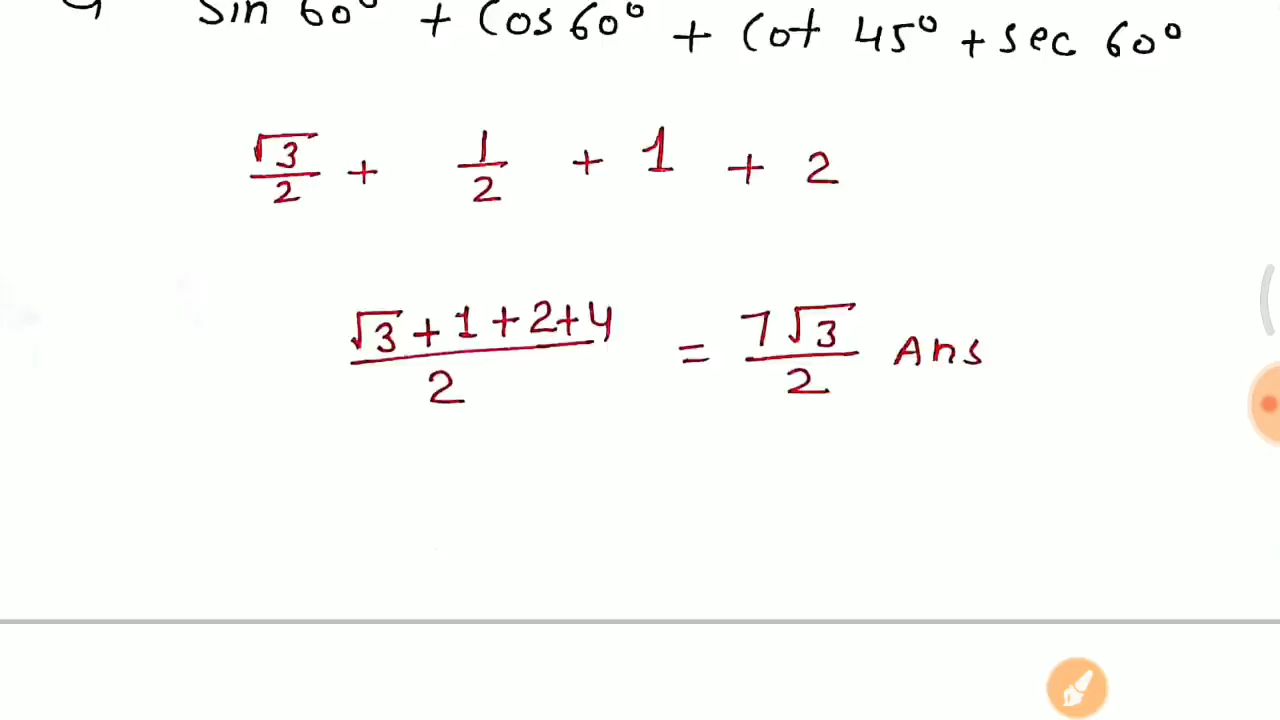 sin 60° + Cos 60° + Cot 45° + sec 60°
√3/2 + 1/2 + 1 + 2
(√3 + 1 + 2 + 4)/2 = 7√3/2 Ans